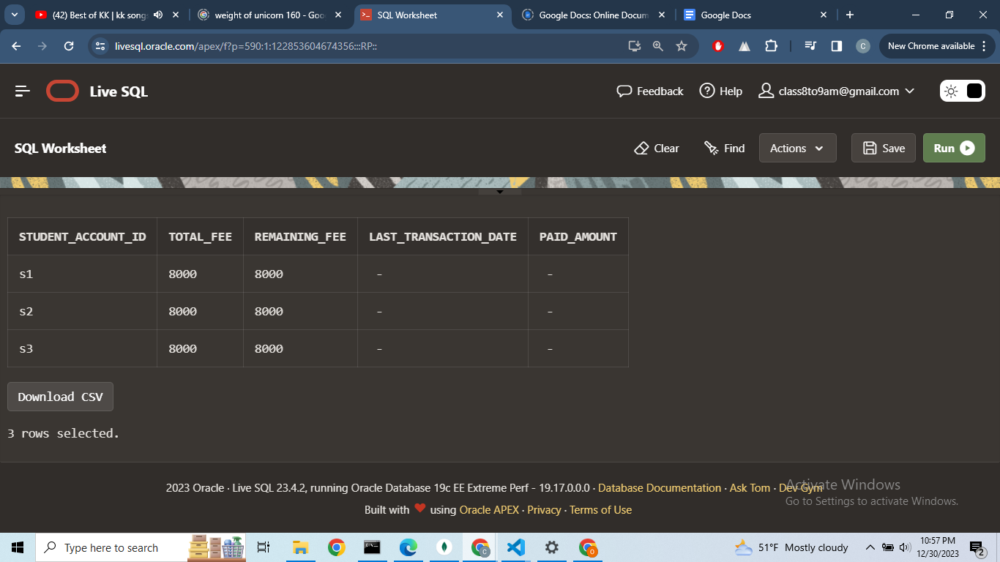 (42) Best of KK | kk songs
weight of unicorn 160 - Goo
SQL Worksheet
Google Docs: Online Docum
Google Docs
livesql.oracle.com/apex/f?p=590:1:122853604674356:::RP::
C
New Chrome available
Live SQL
Feedback
Help
class8to9am@gmail.com
SQL Worksheet
Clear
Find
Actions
Save
Run
STUDENT_ACCOUNT_ID TOTAL_FEE REMAINING_FEE LAST_TRANSACTION_DATE PAID_AMOUNT
s1 8000 8000 - -
s2 8000 8000 - -
s3 8000 8000 - -
Download CSV
3 rows selected.
2023 Oracle · Live SQL 23.4.2, running Oracle Database 19c EE Extreme Perf - 19.17.0.0.0 · Database Documentation · Ask Tom · Dev Gym
Built with ❤ using Oracle APEX · Privacy · Terms of Use
Activate Windows
Go to Settings to activate Windows.
Type here to search
51°F Mostly cloudy
10:57 PM
12/30/2023
2